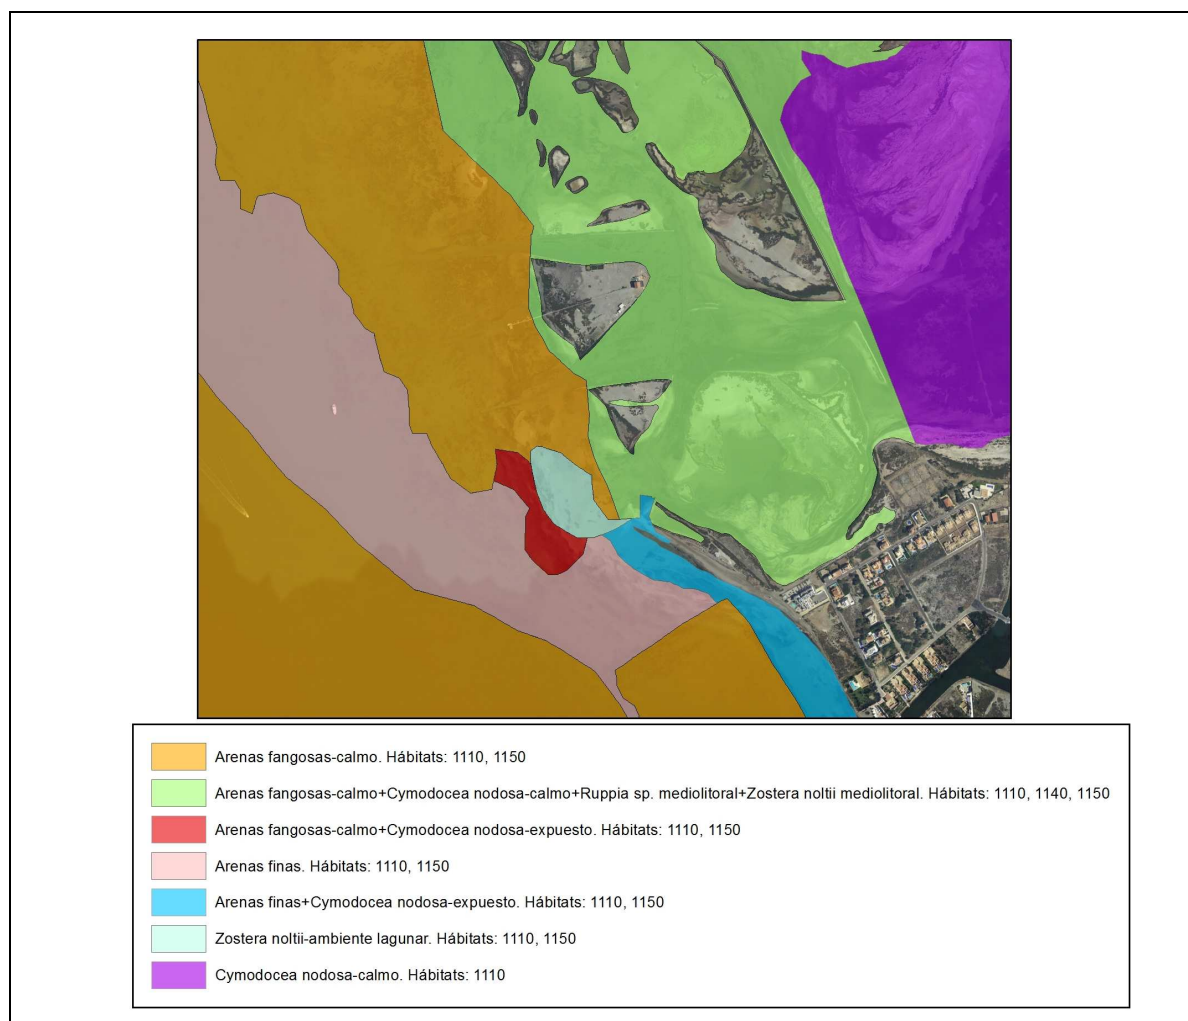 Arenas fangosas-calmo. Hábitats: 1110, 1150
Arenas fangosas-calmo+Cymodocea nodosa-calmo+Ruppia sp. mediolitoral+Zostera noltii mediolitoral. Hábitats: 1110, 1140, 1150
Arenas fangosas-calmo+Cymodocea nodosa-expuesto. Hábitats: 1110, 1150
Arenas finas. Hábitats: 1110, 1150
Arenas finas+Cymodocea nodosa-expuesto. Hábitats: 1110, 1150
Zostera noltii-ambiente lagunar. Hábitats: 1110, 1150
Cymodocea nodosa-calmo. Hábitats: 1110